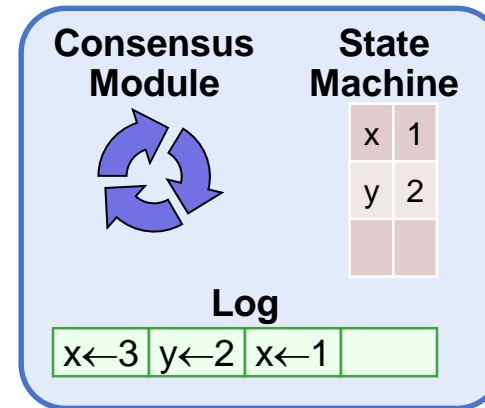 Consensus
Module
State
Machine
x 1
y 2
Log
x←3 y←2 x←1